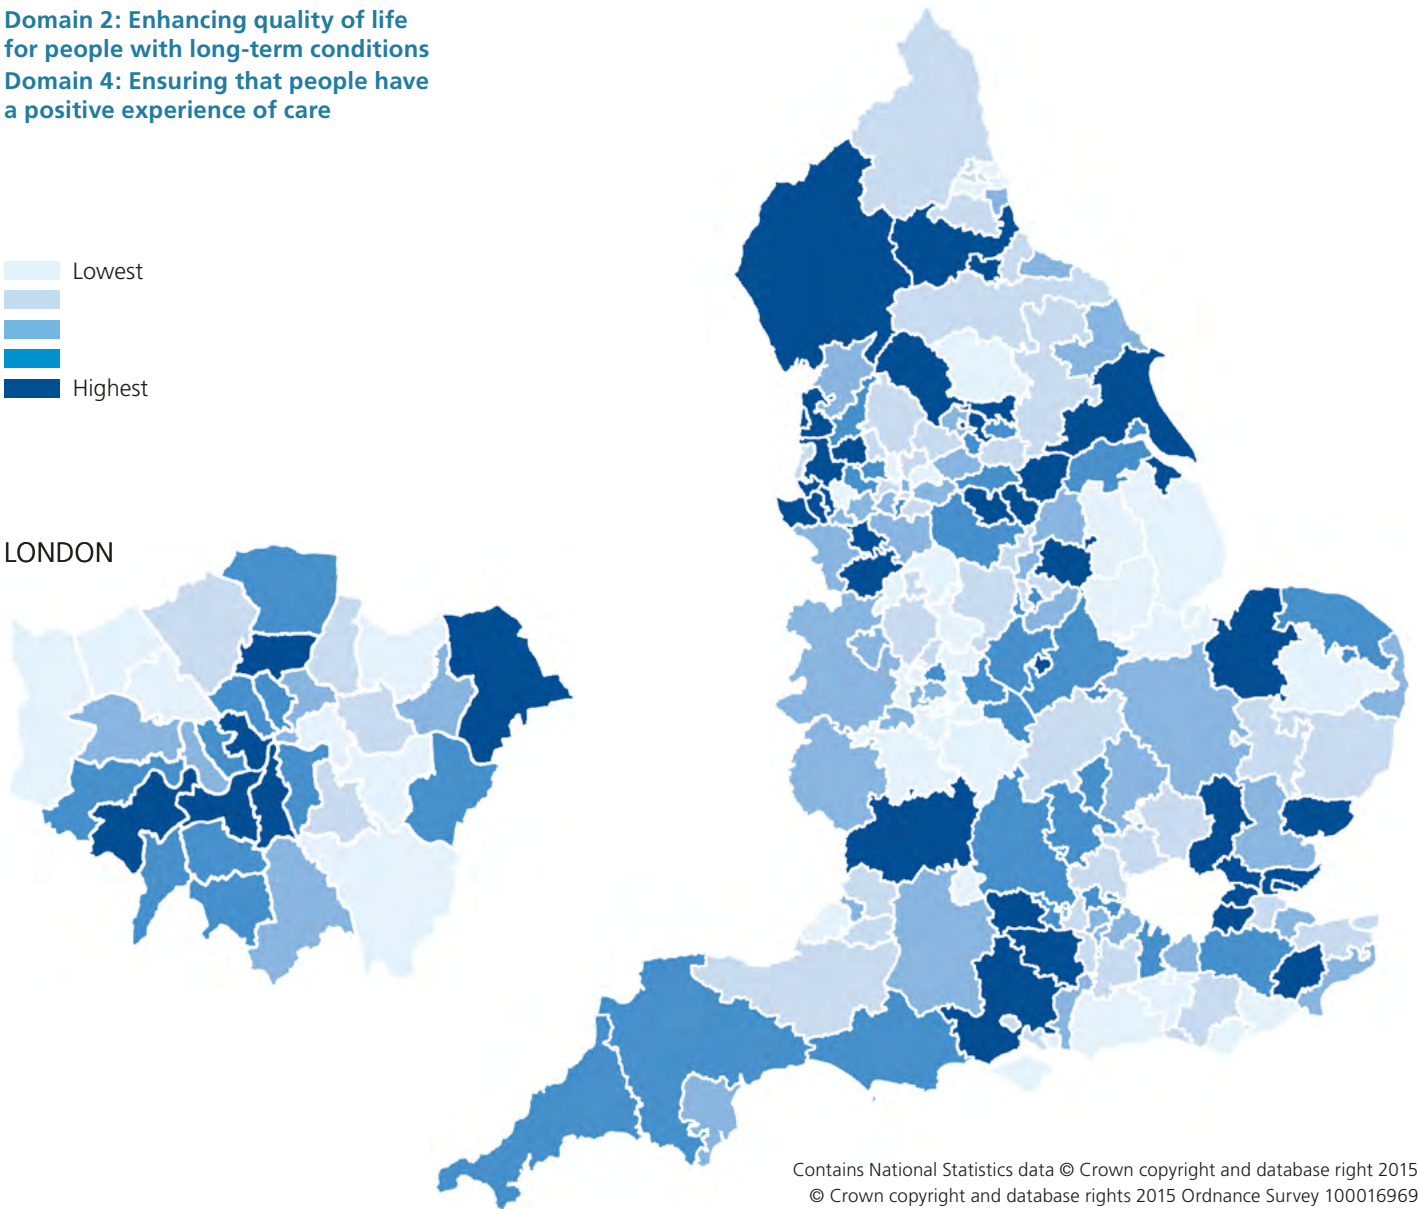 Domain 2: Enhancing quality of life
for people with long-term conditions
Domain 4: Ensuring that people have
a positive experience of care
Lowest
Highest
LONDON
Contains National Statistics data © Crown copyright and database right 2015
© Crown copyright and database rights 2015 Ordnance Survey 100016969